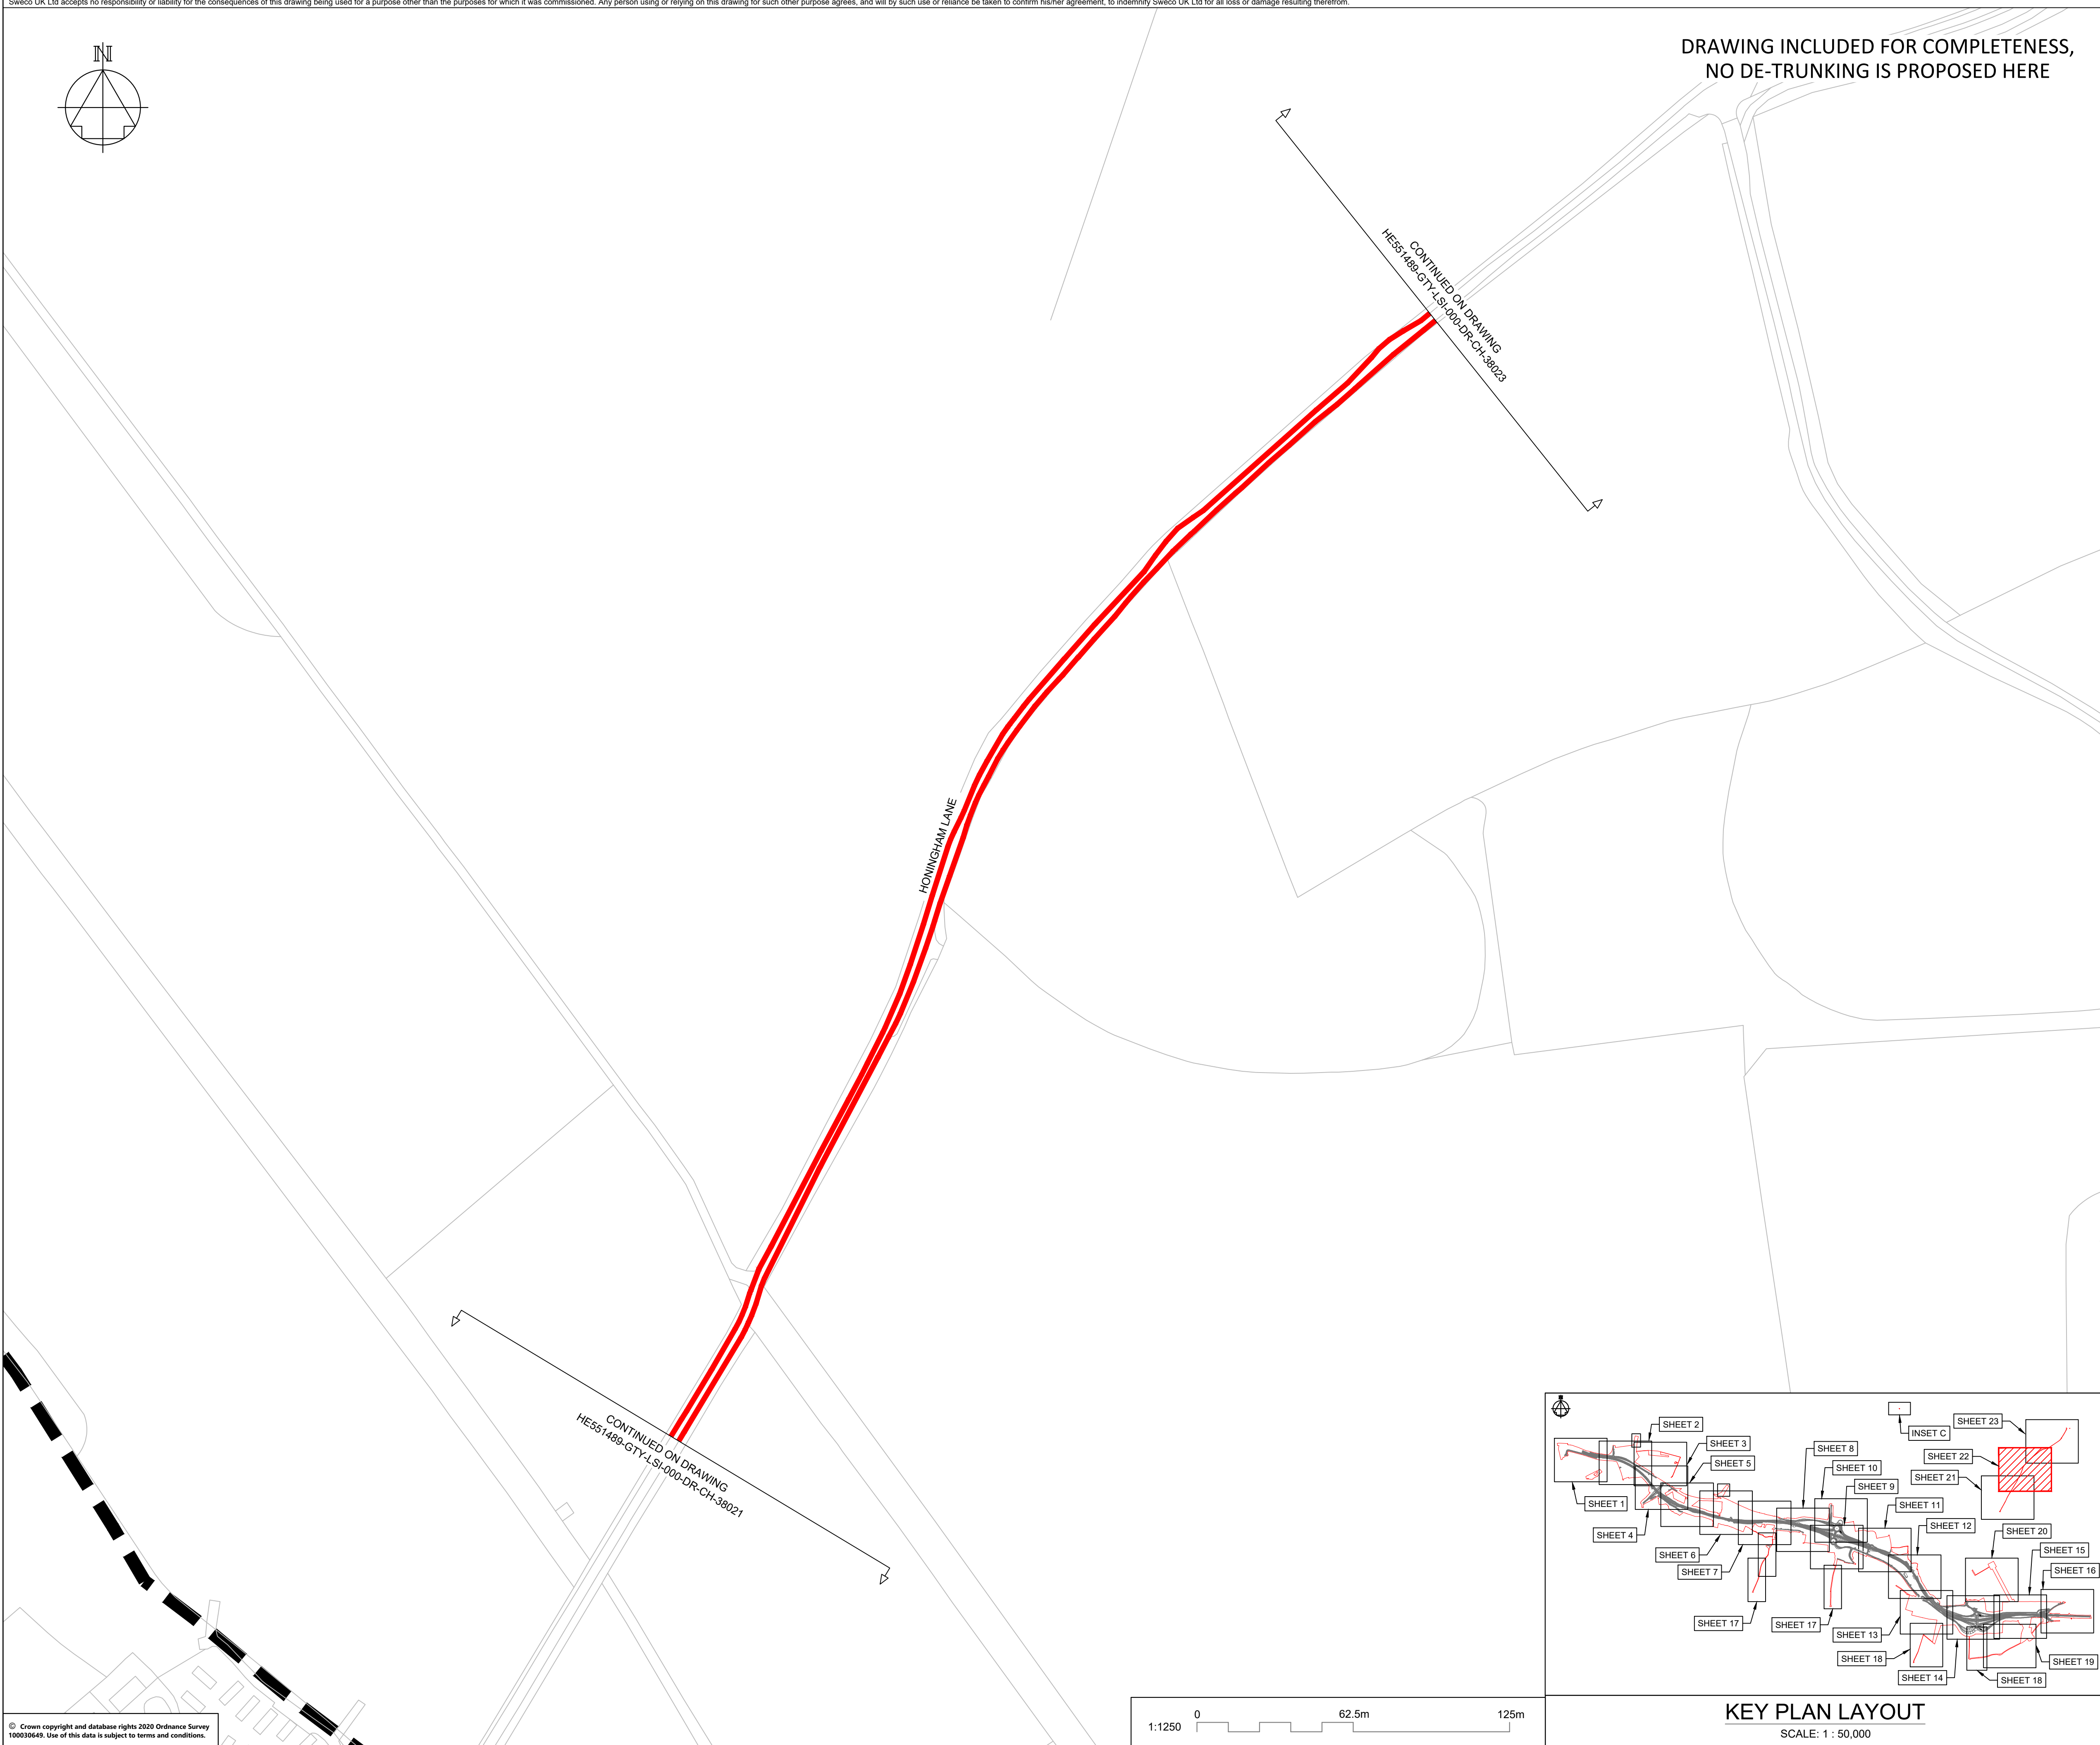 Sweco UK Ltd accepts no responsibility or liability for the consequences of this drawing being used for a purpose other than the purposes for which it was commissioned. Any person using or relying on this drawing for such other purpose agrees, and will by such use or reliance be taken to confirm his/her agreement, to indemnify Sweco UK Ltd for all loss or damage resulting therefrom.
N
DRAWING INCLUDED FOR COMPLETENESS,
NO DE-TRUNKING IS PROPOSED HERE
CONTINUED ON DRAWING
HE551489-GTY-LSI-000-DR-CH-38023
HONINGHAM LANE
CONTINUED ON DRAWING
HE551489-GTY-LSI-000-DR-CH-38021
SHEET 2
SHEET 3
SHEET 5
SHEET 1
SHEET 4
SHEET 6
SHEET 7
SHEET 17
SHEET 17
SHEET 8
SHEET 10
SHEET 9
SHEET 11
SHEET 12
INSET C
SHEET 23
SHEET 22
SHEET 21
SHEET 20
SHEET 15
SHEET 16
SHEET 13
SHEET 18
SHEET 14
SHEET 18
SHEET 19
KEY PLAN LAYOUT
SCALE: 1 : 50,000
1:1250
0
62.5m
125m
© Crown copyright and database rights 2020 Ordnance Survey
100030649. Use of this data is subject to terms and conditions.